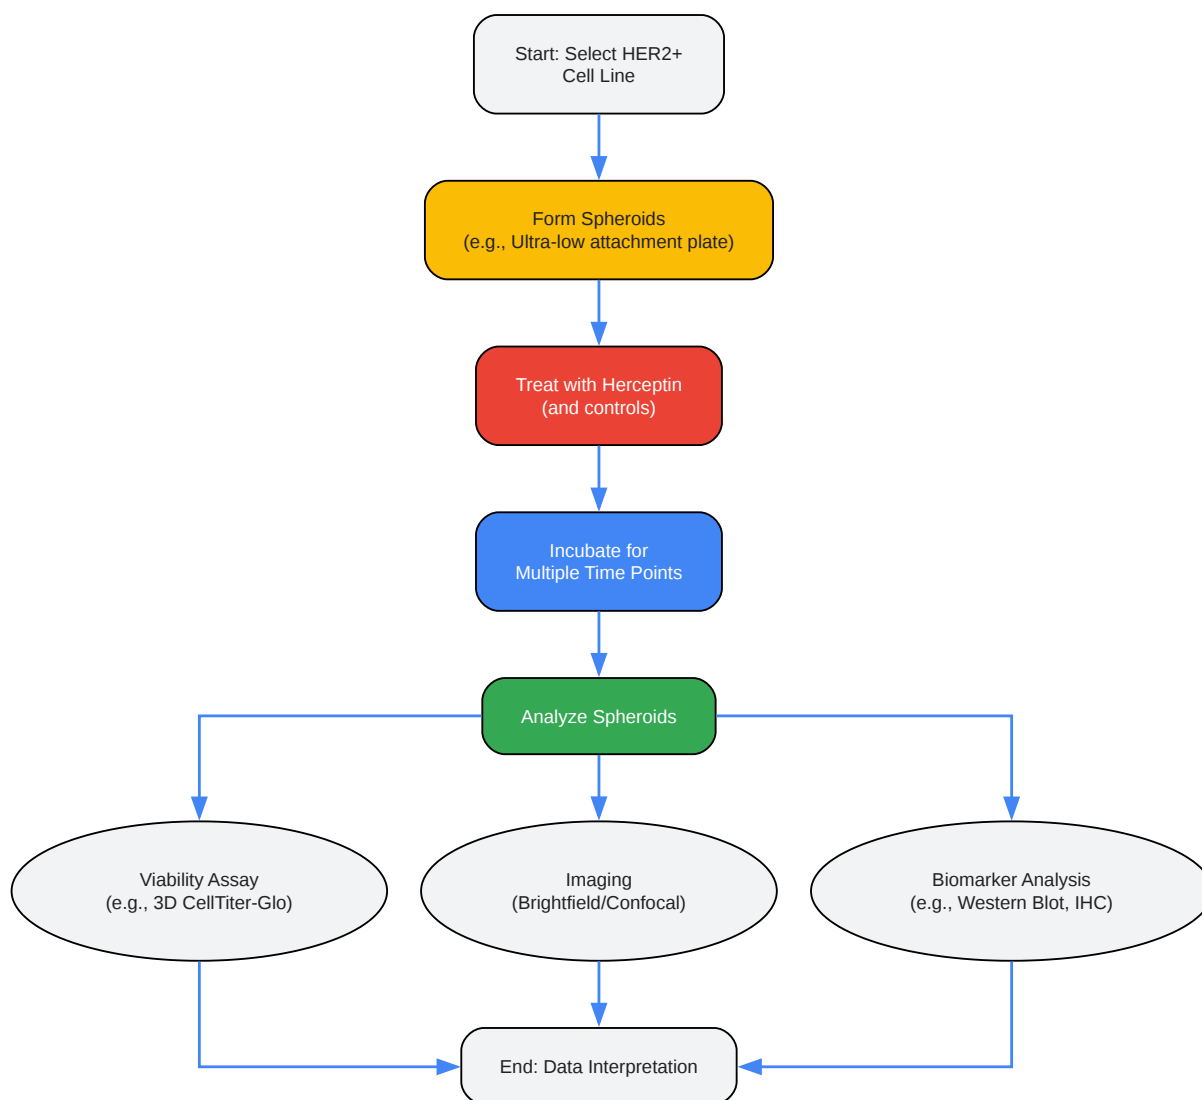 Start: Select HER2+
Cell Line
Form Spheroids
(e.g., Ultra-low attachment plate)
Treat with Herceptin
(and controls)
Incubate for
Multiple Time Points
Analyze Spheroids
Viability Assay
(e.g., 3D CellTiter-Glo)
Imaging
(Brightfield/Confocal)
Biomarker Analysis
(e.g., Western Blot, IHC)
End: Data Interpretation